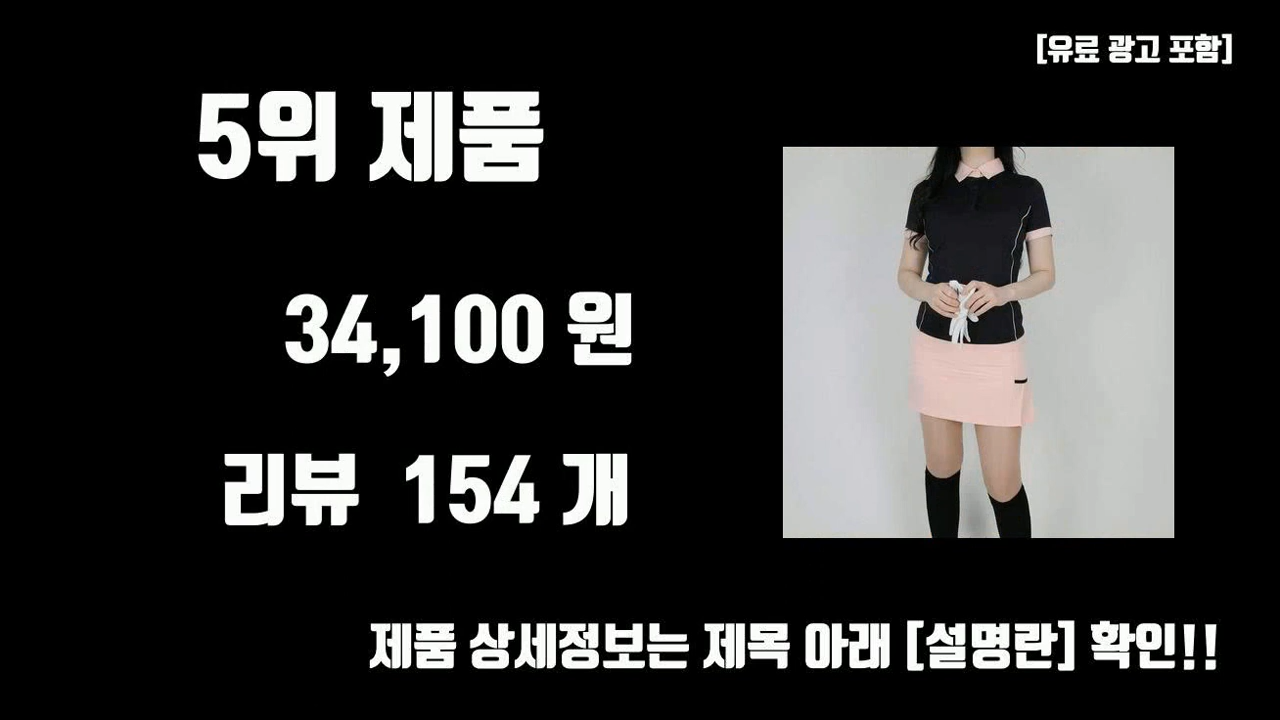 [유료 광고 포함]
5위 제품
34,100 원
리뷰 154 개
제품 상세정보는 제목 아래 [설명란] 확인!!